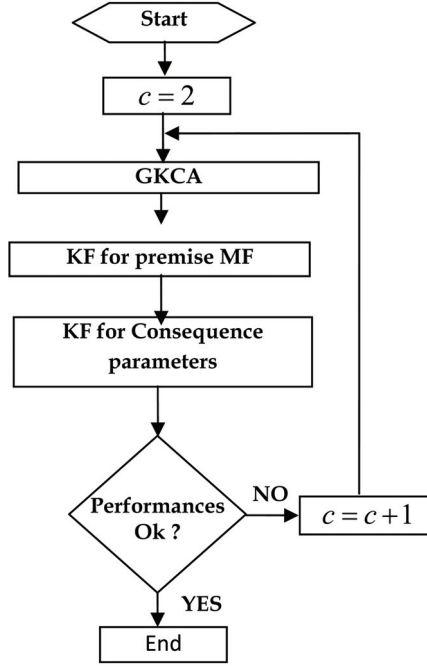 Start
c = 2
GKCA
KF for premise MF
KF for Consequence
parameters
Performances
Ok ?
NO
c = c+1
YES
End